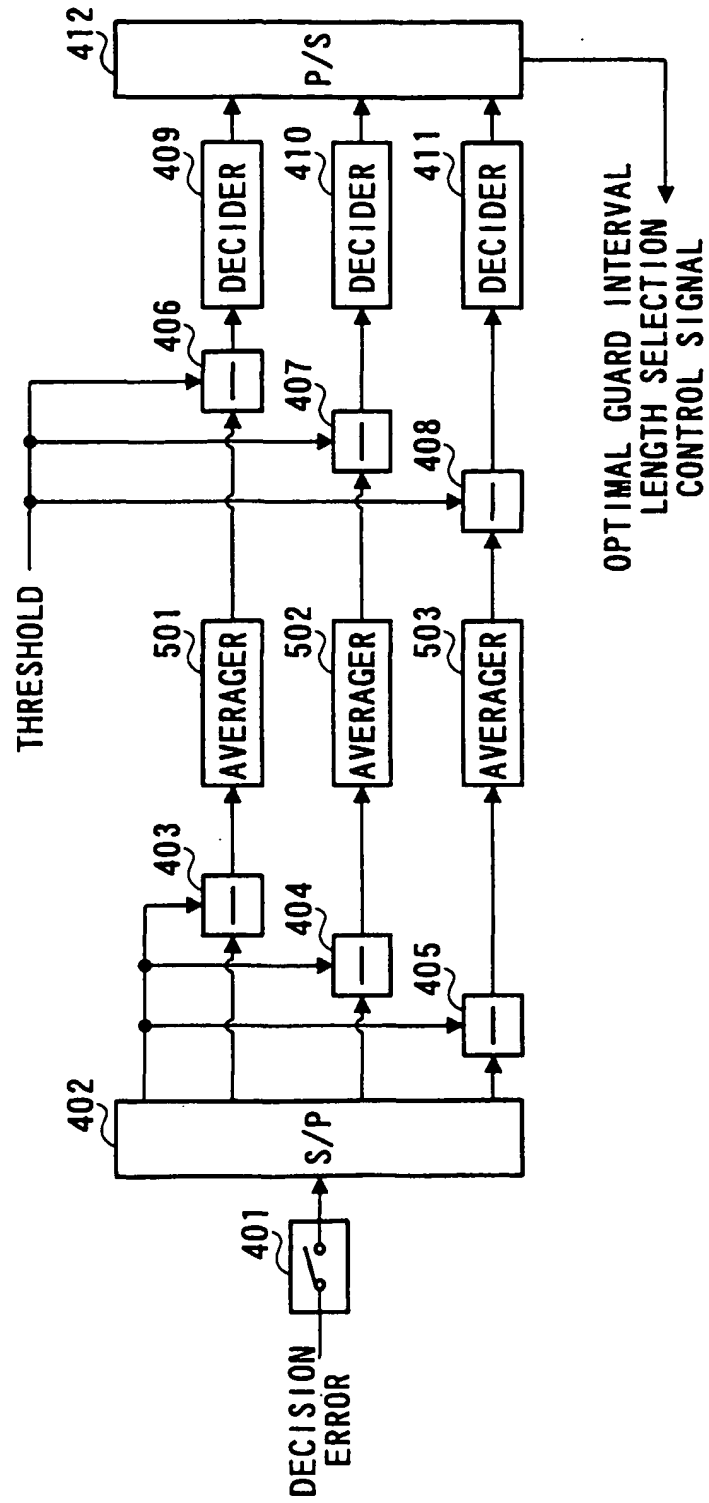 DECISION
ERROR
401
402
S/P
403
404
405
501
AVERAGER
502
AVERAGER
503
AVERAGER
THRESHOLD
406
407
408
409
DECIDER
410
DECIDER
411
DECIDER
412
P/S
OPTIMAL GUARD INTERVAL
LENGTH SELECTION
CONTROL SIGNAL